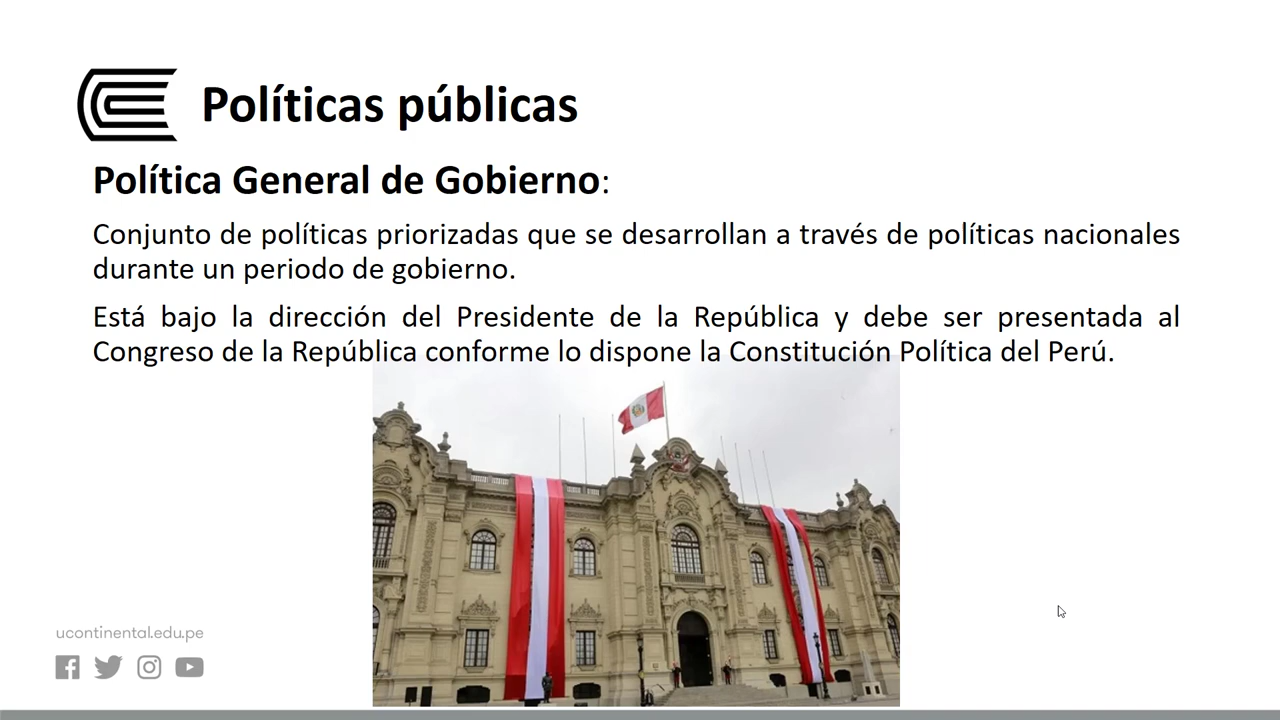 Políticas públicas
Política General de Gobierno:
Conjunto de políticas priorizadas que se desarrollan a través de políticas nacionales
durante un periodo de gobierno.
Está bajo la dirección del Presidente de la República y debe ser presentada al
Congreso de la República conforme lo dispone la Constitución Política del Perú.
ucontinental.edu.pe